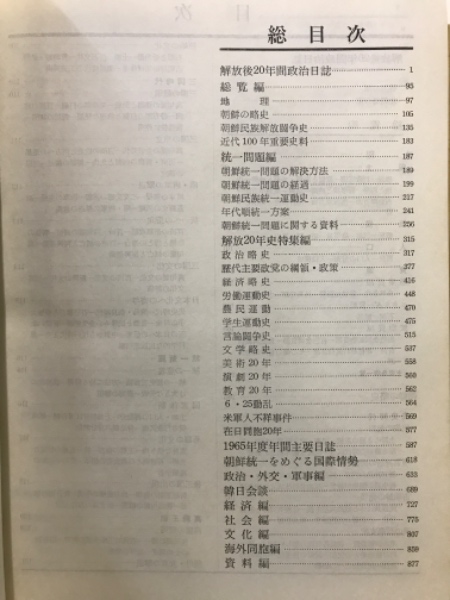 総目次
解放後20年間政治日誌 1
総覧編 95
地理 97
朝鮮の略史 105
朝鮮民族解放闘争史 135
近代100年重要史料 183
統一問題編 187
朝鮮統一問題の解決方法 189
朝鮮統一問題の経過 199
朝鮮民族統一運動史 217
年代順統一方案 241
朝鮮統一問題に関する資料 256
解放20年史特集編 315
政治略史 317
歴代主要政党の綱領・政策 377
経済略史 416
労働運動史 448
農民運動 470
学生運動史 475
言論闘争史 515
文学略史 537
美術20年 558
演劇20年 559
教育20年 562
6・25動乱 564
米軍人不祥事件 569
在日同胞20年 577
1965年度年間主要日誌 587
朝鮮統一をめぐる国際情勢 618
政治・外交・軍事編 633
韓日会談 699
経済編 727
社会編 775
文化編 807
海外同胞編 859
資料編 877